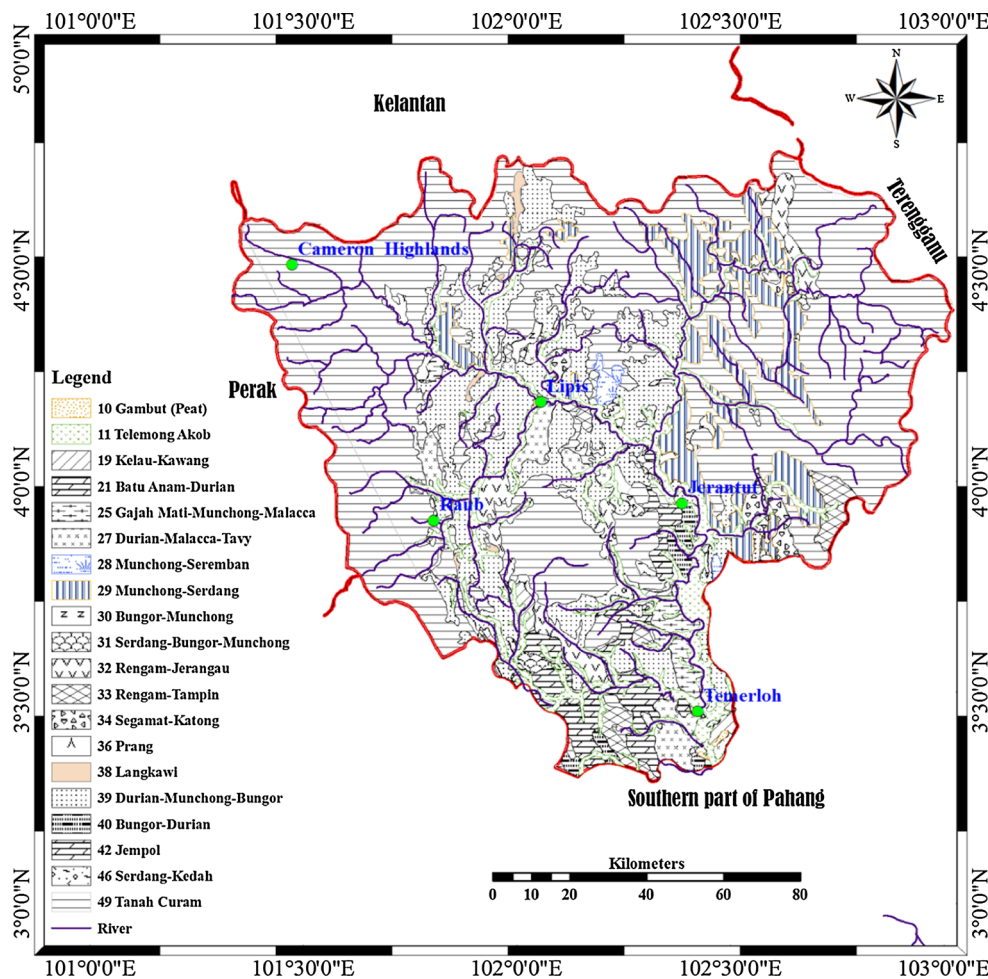 101°0'0"E 101°30'0"E 102°0'0"E 102°30'0"E 103°0'0"E
5°0'0"N
N
W E
S
Kelantan
Terengganu
Cameron Highlands
4°30'0"N 4°30'0"N
Perak
Lipis
4°0'0"N 4°0'0"N
Jerantut
Raub
3°30'0"N 3°30'0"N
Temerloh
Southern part of Pahang
3°0'0"N 3°0'0"N
Legend
10 Gambut (Peat)
11 Telemong Akob
19 Kelau-Kawang
21 Batu Anam-Durian
25 Gajah Mati-Munchong-Malacca
27 Durian-Malacca-Tavy
28 Munchong-Seremban
29 Munchong-Serdang
30 Bungor-Munchong
31 Serdang-Bungor-Munchong
32 Rengam-Jerangau
33 Rengam-Tampin
34 Segamat-Katong
36 Prang
38 Langkawi
39 Durian-Munchong-Bungor
40 Bungor-Durian
42 Jempol
46 Serdang-Kedah
49 Tanah Curam
River
Kilometers
0 10 20 40 60 80
101°0'0"E 101°30'0"E 102°0'0"E 102°30'0"E 103°0'0"E